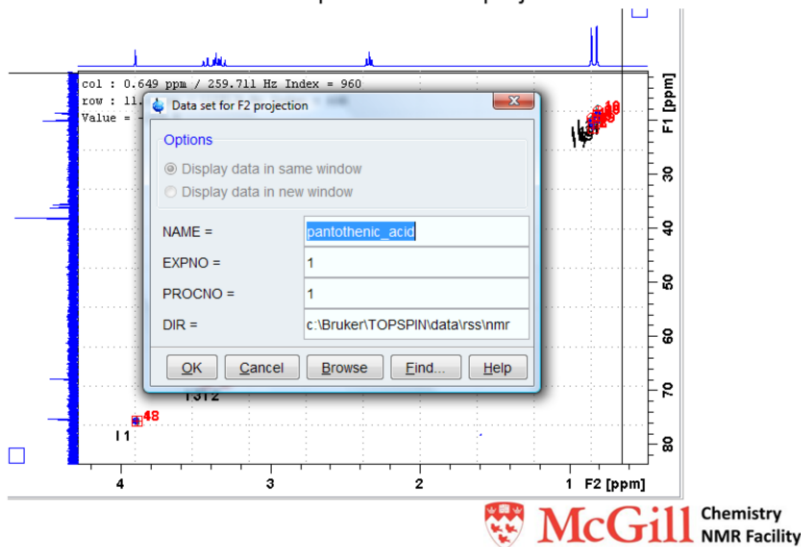 col : 0.649 ppm / 259.711 Hz Index = 960
row : 11.
Value = -
Data set for F2 projection
Options
Display data in same window
Display data in new window
NAME = pantothenic_acid
EXPNO = 1
PROCNO = 1
DIR = c:\Bruker\TOPSPIN\data\rss\nmr
OK Cancel Browse Find... Help
F1 [ppm]
30
40
50
60
70
80
48
I1
4 3 2 1 F2 [ppm]
McGill Chemistry
NMR Facility